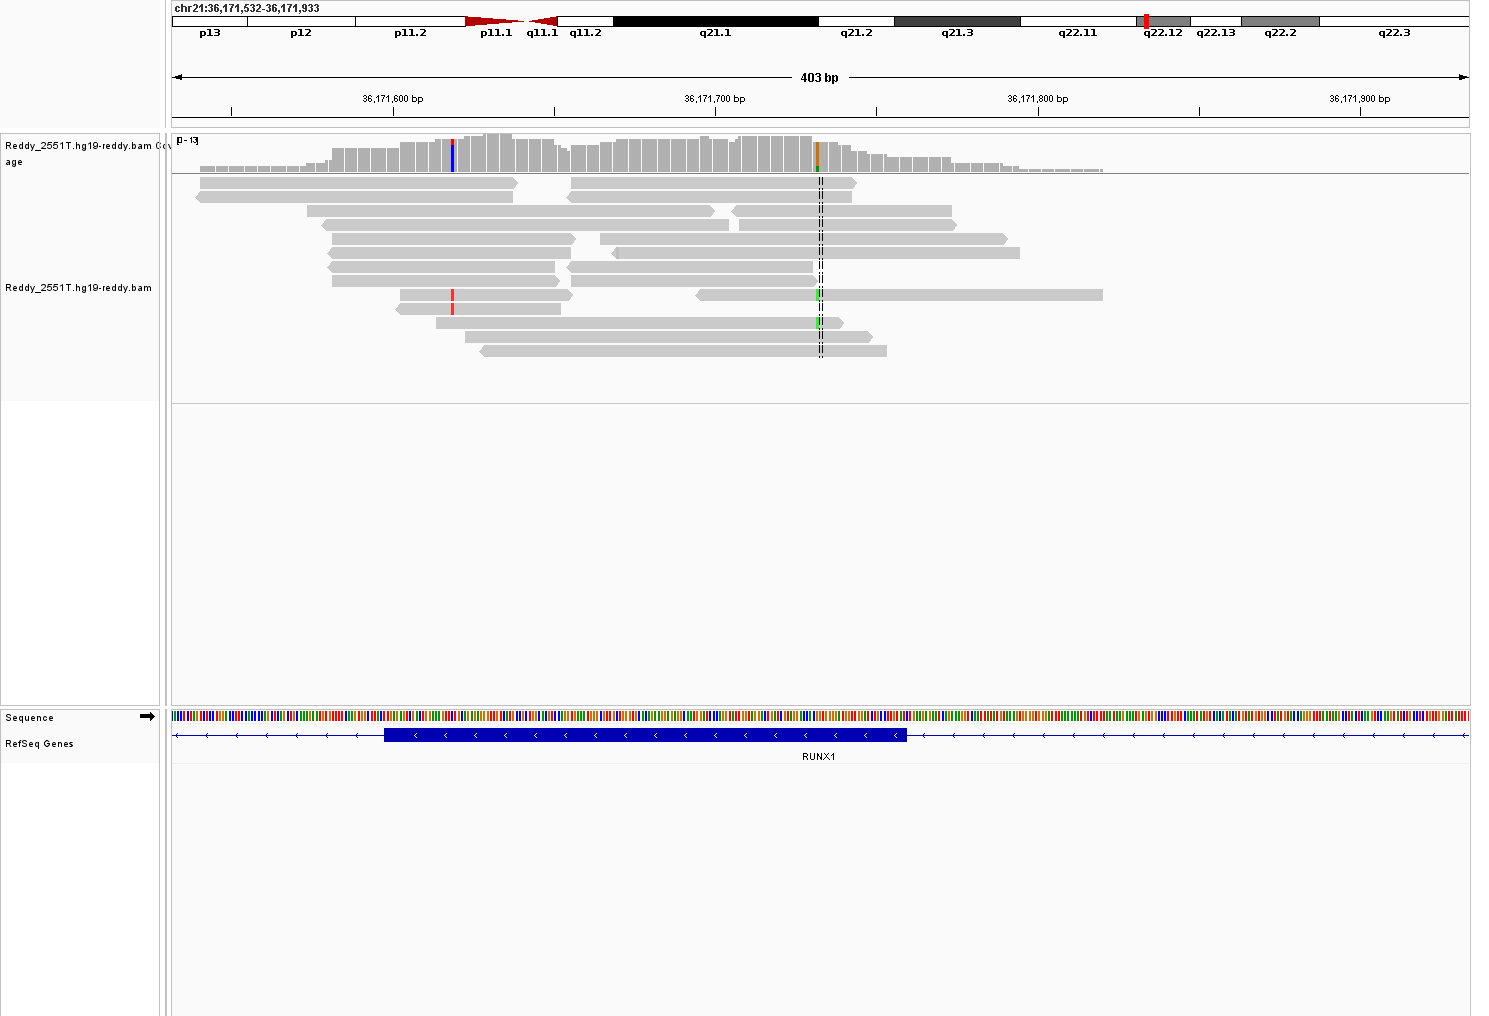 chr21:36,171,532-36,171,933
p13 p12 p11.2 p11.1 q11.1 q11.2 q21.1 q21.2 q21.3 q22.11 q22.12 q22.13 q22.2 q22.3
403 bp
36,171,600 bp 36,171,700 bp 36,171,800 bp 36,171,900 bp
Reddy_2551T.hg19-reddy.bam Cov
age
[0 - 13]
Reddy_2551T.hg19-reddy.bam
Sequence
RefSeq Genes
RUNX1